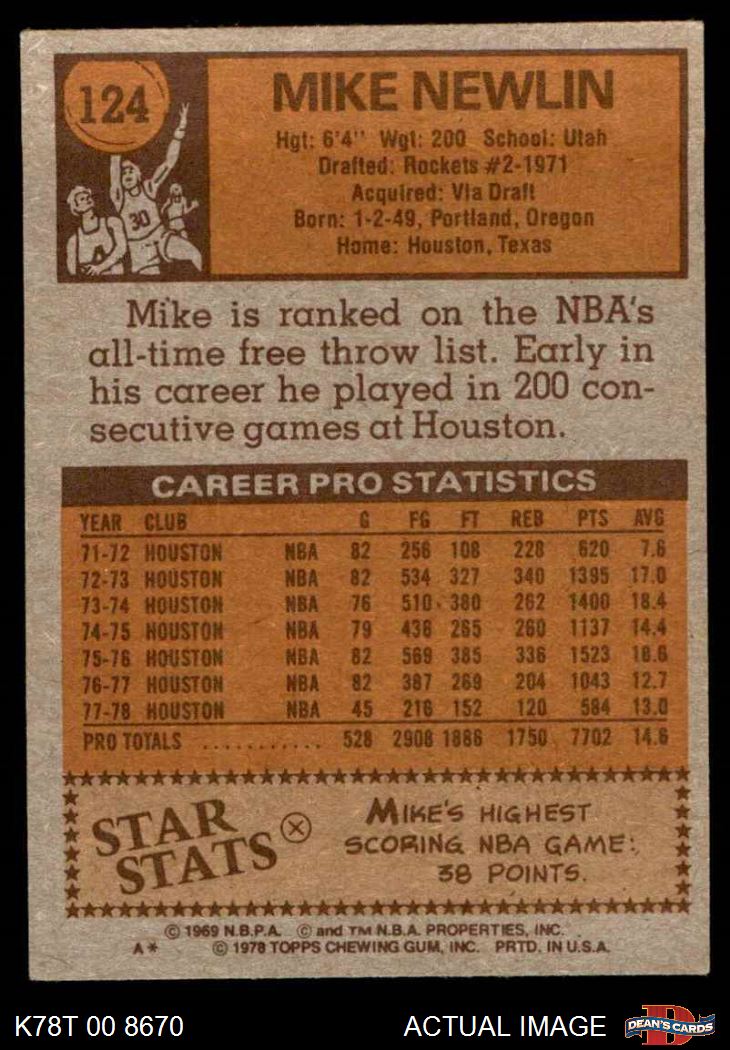 124
MIKE NEWLIN
Hgt: 6'4" Wgt: 200 School: Utah
Drafted: Rockets #2-1971
Acquired: Via Draft
Born: 1-2-49, Portland, Oregon
Home: Houston, Texas
30
4
Mike is ranked on the NBA's
all-time free throw list. Early in
his career he played in 200 con-
secutive games at Houston.
CAREER PRO STATISTICS
YEAR CLUB G FG FT REB PTS AVG
71-72 HOUSTON NBA 82 256 108 228 620 7.6
72-73 HOUSTON NBA 82 534 327 340 1395 17.0
73-74 HOUSTON NBA 76 510 380 262 1400 18.4
74-75 HOUSTON NBA 79 436 265 260 1137 14.4
75-76 HOUSTON NBA 82 569 385 336 1523 18.6
76-77 HOUSTON NBA 82 387 269 204 1043 12.7
77-78 HOUSTON NBA 45 216 152 120 584 13.0
PRO TOTALS ........... 528 2908 1886 1750 7702 14.6
STAR STATS
MIKE'S HIGHEST
SCORING NBA GAME:
38 POINTS.
© 1969 N.B.P.A. © and TM N.B.A. PROPERTIES, INC.
A* © 1978 TOPPS CHEWING GUM, INC. PRTD. IN U.S.A.
K78T 00 8670 ACTUAL IMAGE
D
DEAN'S CARDS